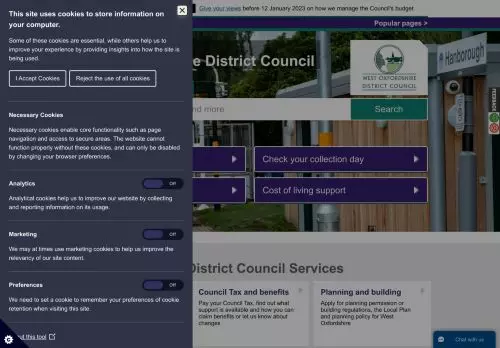 This site uses cookies to store information on
your computer.
Some of these cookies are essential, while others help us to
improve your experience by providing insights into how the site is
being used.
I Accept Cookies
Reject the use of all cookies
Necessary Cookies
Necessary cookies enable core functionality such as page
navigation and access to secure areas. The website cannot
function properly without these cookies, and can only be disabled
by changing your browser preferences.
Analytics
Off
Analytical cookies help us to improve our website by collecting
and reporting information on its usage.
Marketing
Off
We may at times use marketing cookies to help us improve the
relevancy of our site content.
Preferences
Off
We need to set a cookie to remember your preferences of cookie
retention when visiting this site.
ut this tool
Give your views before 12 January 2023 on how we manage the Council's budget.
Popular pages >
e District Council
WEST OXFORDSHIRE
DISTRICT COUNCIL
Hanborough
nd more
Search
Check your collection day
Cost of living support
District Council Services
Council Tax and benefits
Pay your Council Tax, find out what
support is available and how you can
claim benefits or let us know about
changes
Planning and building
Apply for permission for planning or
building regulations, the Local Plan
and planning policy for West
Oxfordshire
Chat with us